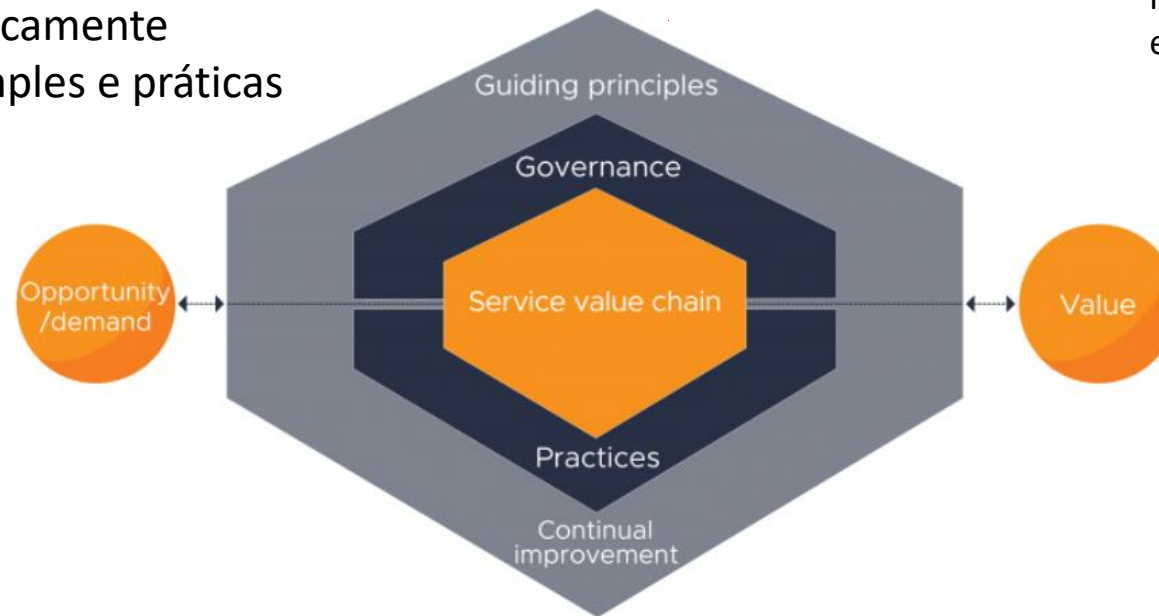 camente
ples e práticas
e
Guiding principles
Governance
Opportunity
/demand
Service value chain
Value
Practices
Continual
improvement